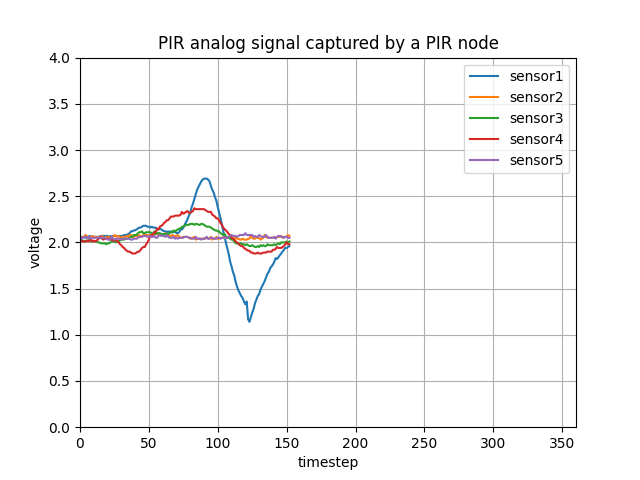 PIR analog signal captured by a PIR node
4.0
3.5
3.0
2.5
2.0
1.5
1.0
0.5
0.0
voltage
0 50 100 150 200 250 300 350
timestep
sensor1
sensor2
sensor3
sensor4
sensor5